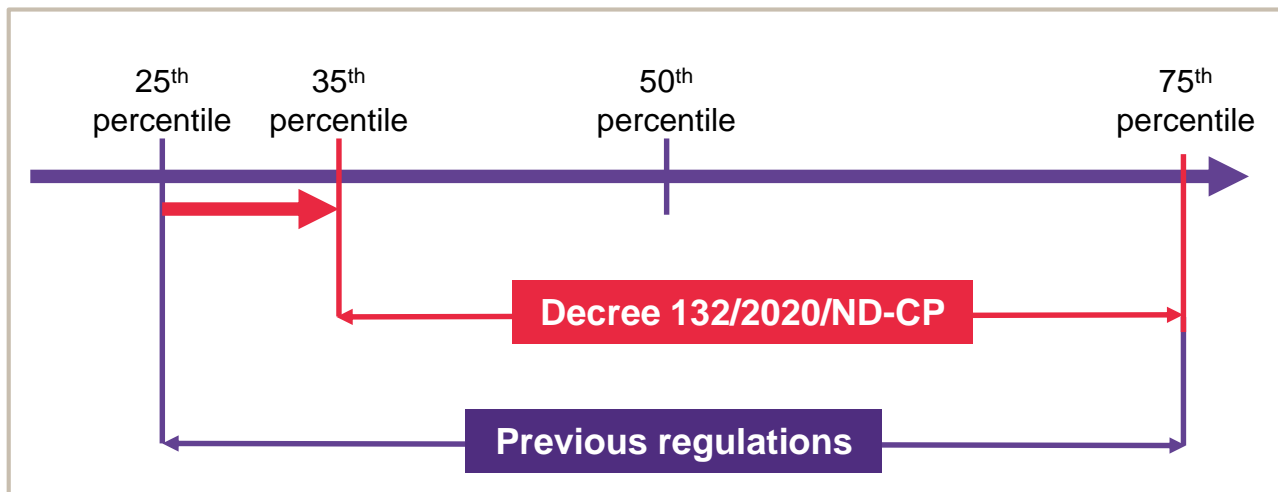 25th
percentile
35th
percentile
50th
percentile
75th
percentile
Decree 132/2020/ND-CP
Previous regulations